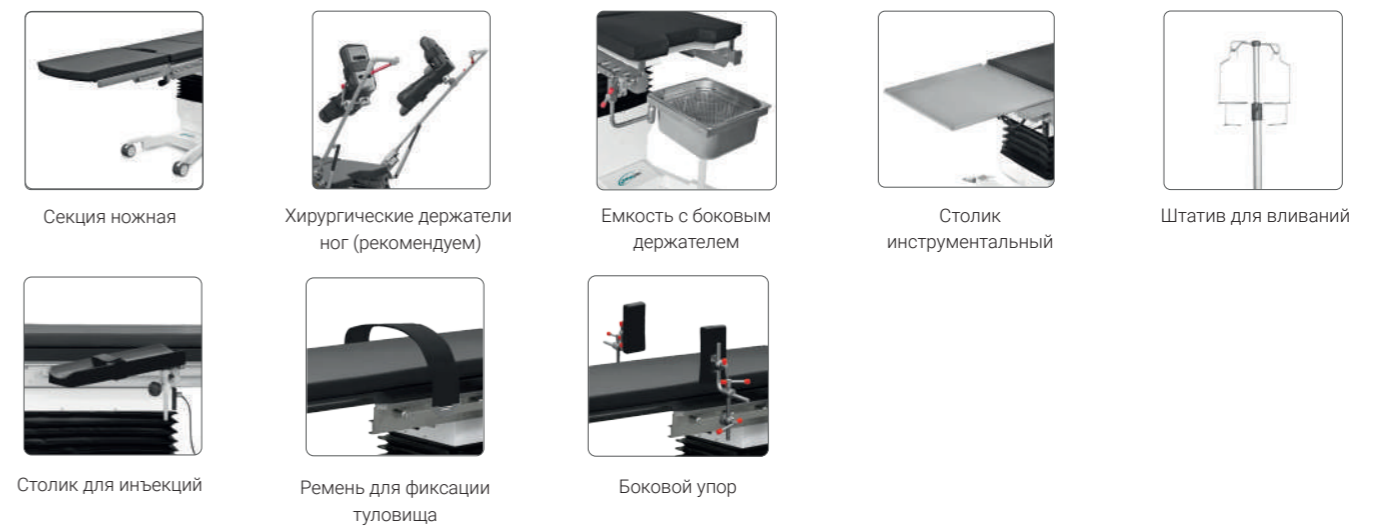 Секция ножная
Хирургические держатели
ног (рекомендуем)
Емкость с боковым
держателем
Столик
инструментальный
Штатив для вливаний
Столик для инъекций
Ремень для фиксации
туловища
Боковой упор